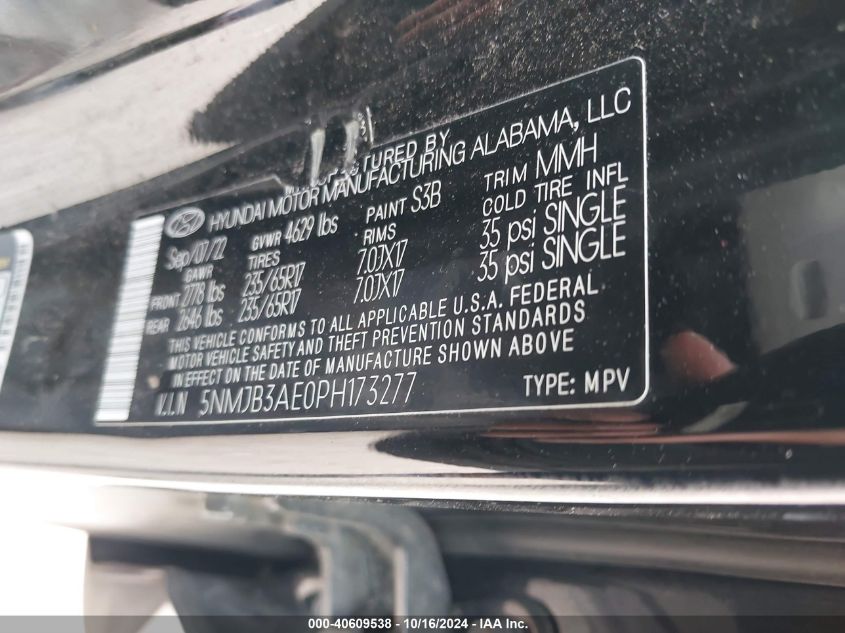 MANUFACTURED BY
HYUNDAI MOTOR MANUFACTURING ALABAMA, LLC
Sep/07/22 GVWR 4629 lbs PAINT S3B TRIM MMH
GAWR TIRES RIMS COLD TIRE INFL
FRONT 2778 lbs 235/65R17 7.0JX17 35 psi SINGLE
REAR 2646 lbs 235/65R17 7.0JX17 35 psi SINGLE
THIS VEHICLE CONFORMS TO ALL APPLICABLE U.S.A. FEDERAL
MOTOR VEHICLE SAFETY AND THEFT PREVENTION STANDARDS
IN EFFECT ON THE DATE OF MANUFACTURE SHOWN ABOVE
V.I.N 5NMJB3AE0PH173277 TYPE: MPV
000-40609538 - 10/16/2024 - IAA Inc.